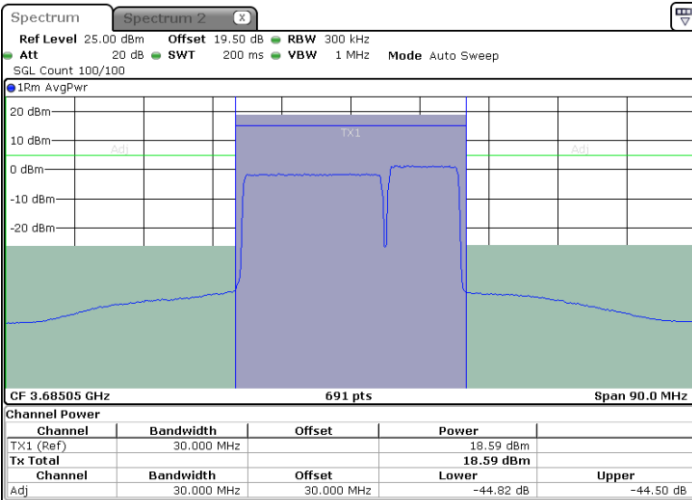 Spectrum Spectrum 2 X
Ref Level 25.00 dBm Offset 19.50 dB RBW 300 kHz
Att 20 dB SWT 200 ms VBW 1 MHz Mode Auto Sweep
SGL Count 100/100
1Rm AvgPwr
20 dBm
TX1
10 dBm
Adj Adj
0 dBm
-10 dBm
-20 dBm
CF 3.68505 GHz 691 pts Span 90.0 MHz
Channel Power
Channel Bandwidth Offset Power
TX1 (Ref) 30.000 MHz 18.59 dBm
Tx Total 18.59 dBm
Channel Bandwidth Offset Lower Upper
Adj 30.000 MHz 30.000 MHz -44.82 dB -44.50 dB